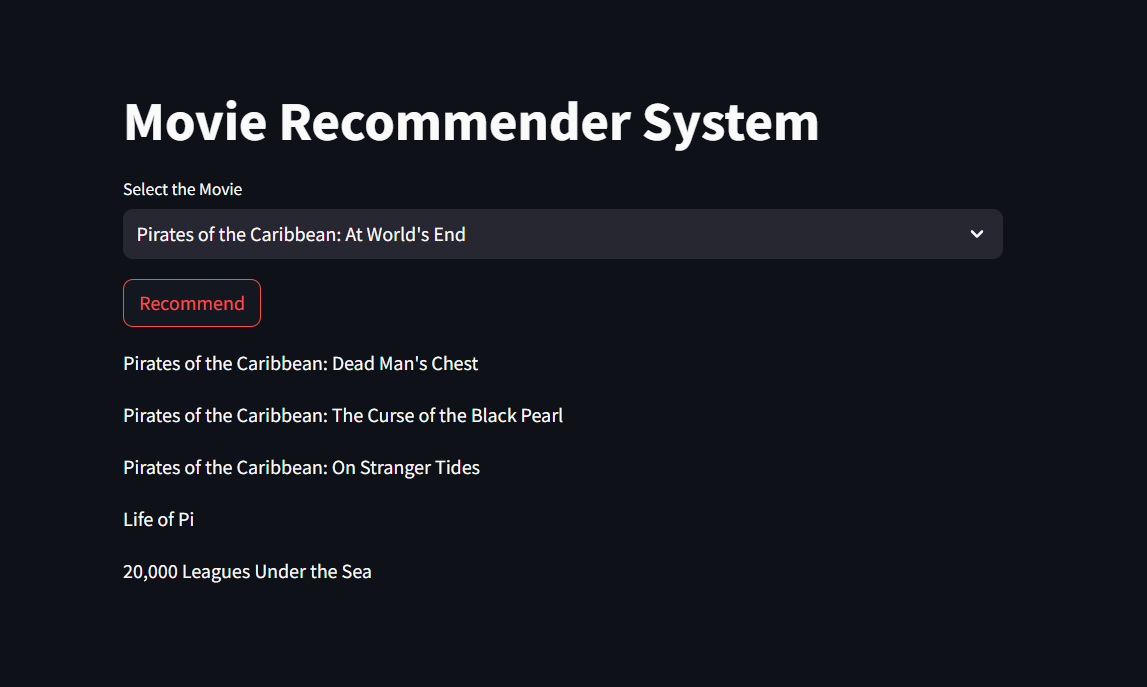 Movie Recommender System
Select the Movie
Pirates of the Caribbean: At World's End
Recommend
Pirates of the Caribbean: Dead Man's Chest
Pirates of the Caribbean: The Curse of the Black Pearl
Pirates of the Caribbean: On Stranger Tides
Life of Pi
20,000 Leagues Under the Sea